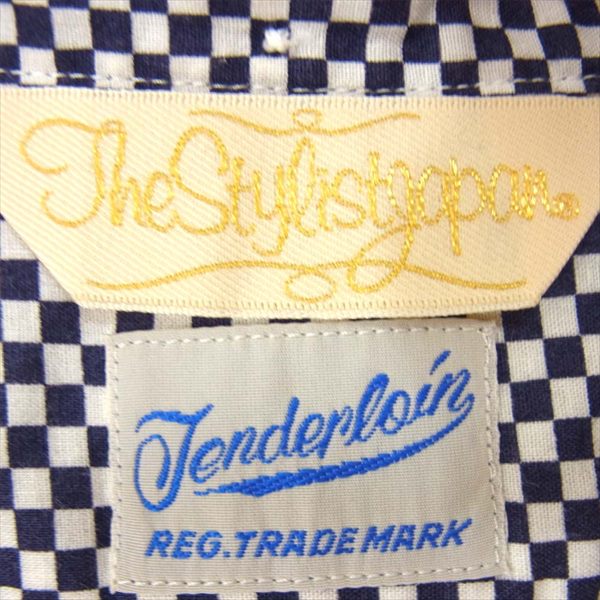 TheStylistJapan®
Tenderloin
REG. TRADE MARK